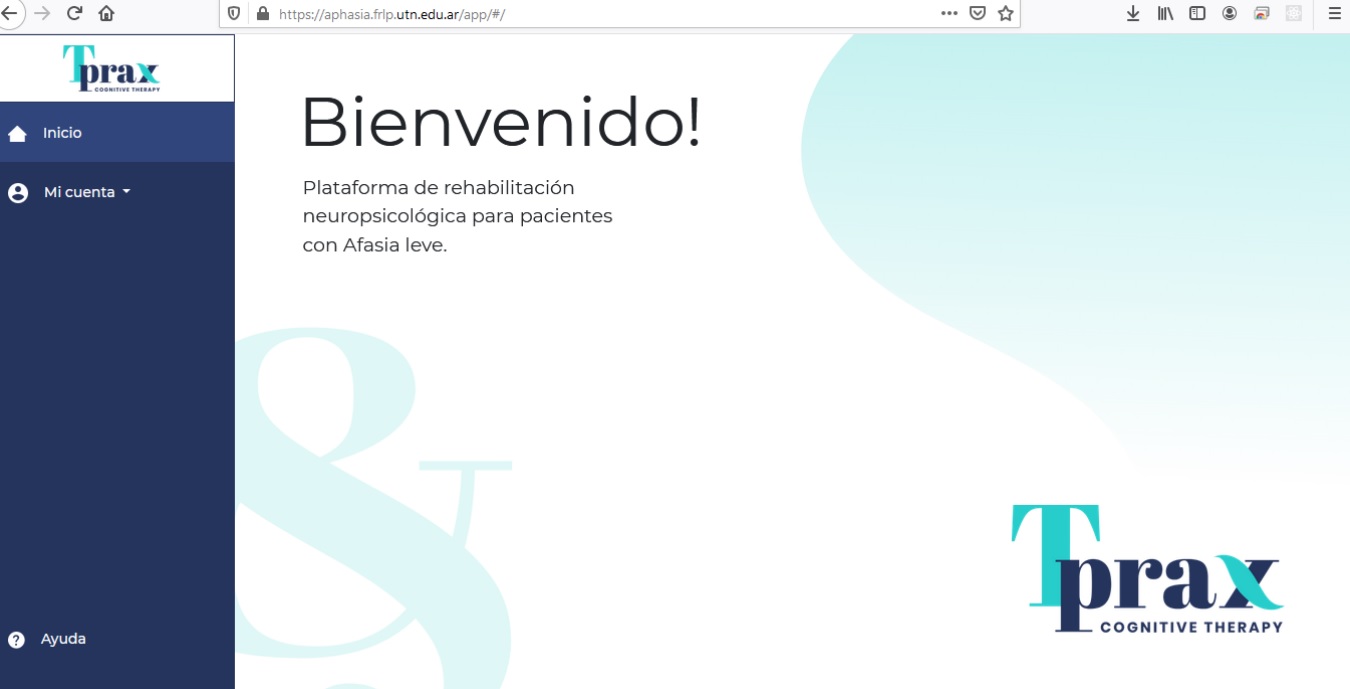 https://aphasia.frlp.utn.edu.ar/app/#/
Tprax
COGNITIVE THERAPY
Inicio
Mi cuenta
Ayuda
Bienvenido!
Plataforma de rehabilitación
neuropsicológica para pacientes
con Afasia leve.
&
Tprax
COGNITIVE THERAPY